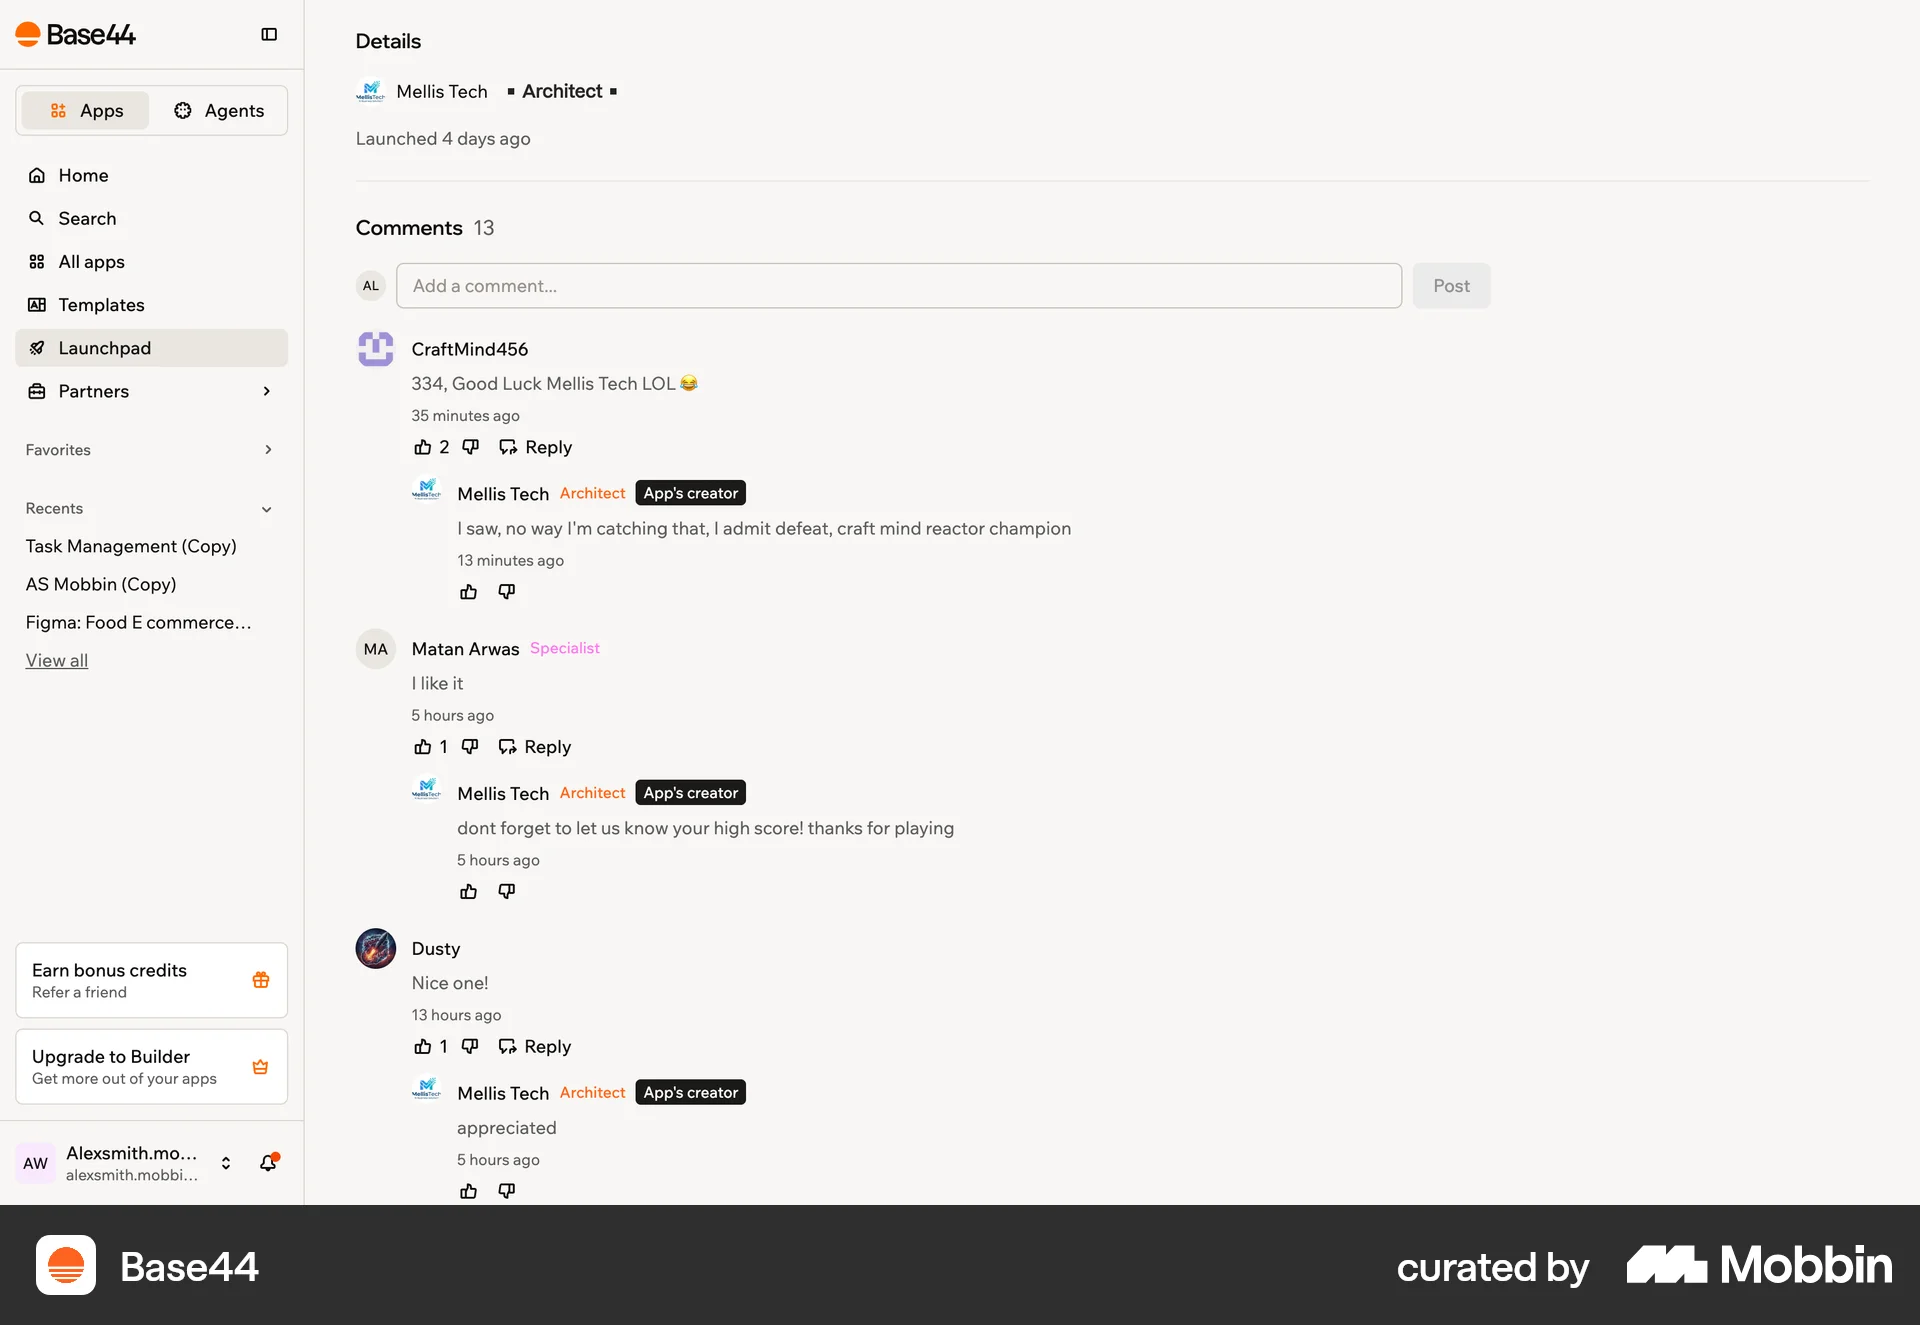 Base44
Apps
Agents
Home
Search
All apps
Templates
Launchpad
Partners
Favorites
Recents
Task Management (Copy)
AS Mobbin (Copy)
Figma: Food E commerce...
View all
Earn bonus credits
Refer a friend
Upgrade to Builder
Get more out of your apps
AW
Alexsmith.mo...
alexsmith.mobbi...
Details
Mellis Tech ▪ Architect ▪
Launched 4 days ago
Comments 13
AL
Add a comment...
Post
CraftMind456
334, Good Luck Mellis Tech LOL 😂
35 minutes ago
2
Reply
MellisTech
Mellis Tech Architect App's creator
I saw, no way I'm catching that, I admit defeat, craft mind reactor champion
13 minutes ago
MA
Matan Arwas Specialist
I like it
5 hours ago
1
Reply
MellisTech
Mellis Tech Architect App's creator
dont forget to let us know your high score! thanks for playing
5 hours ago
Dusty
Nice one!
13 hours ago
1
Reply
MellisTech
Mellis Tech Architect App's creator
appreciated
5 hours ago
Base44
curated by Mobbin